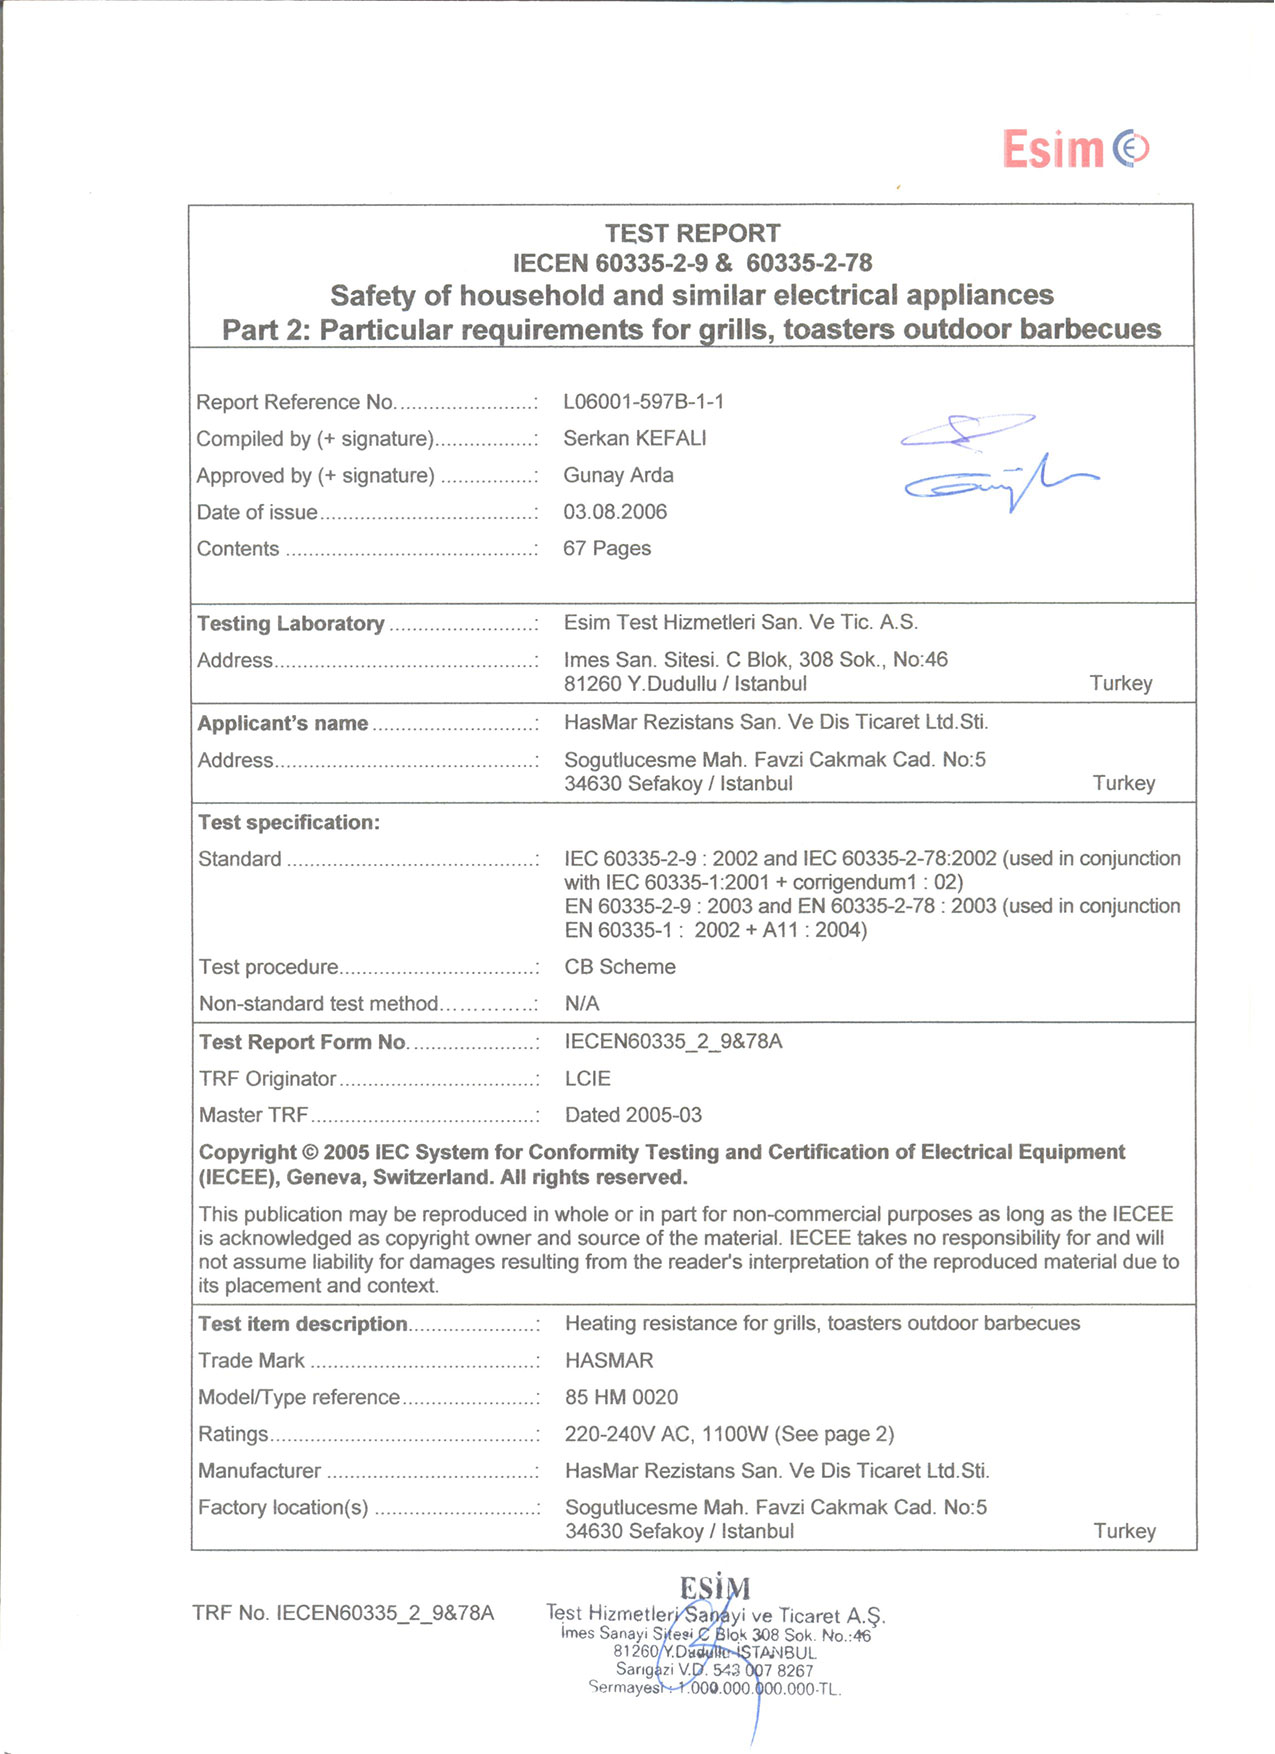 Esim
TEST REPORT
IECEN 60335-2-9 & 60335-2-78
Safety of household and similar electrical appliances
Part 2: Particular requirements for grills, toasters outdoor barbecues
Report Reference No.........................: L06001-597B-1-1
Compiled by (+ signature).................: Serkan KEFALI
Approved by (+ signature) ................: Gunay Arda
Date of issue.....................................: 03.08.2006
Contents ...........................................: 67 Pages
Testing Laboratory .........................: Esim Test Hizmetleri San. Ve Tic. A.S.
Address.............................................: Imes San. Sitesi. C Blok, 308 Sok., No:46
81260 Y.Dudullu / Istanbul Turkey
Applicant's name ............................: HasMar Rezistans San. Ve Dis Ticaret Ltd.Sti.
Address.............................................: Sogutlucesme Mah. Favzi Cakmak Cad. No:5
34630 Sefakoy / Istanbul Turkey
Test specification:
Standard ...........................................: IEC 60335-2-9 : 2002 and IEC 60335-2-78:2002 (used in conjunction
with IEC 60335-1:2001 + corrigendum1 : 02)
EN 60335-2-9 : 2003 and EN 60335-2-78 : 2003 (used in conjunction
EN 60335-1 : 2002 + A11 : 2004)
Test procedure..................................: CB Scheme
Non-standard test method..............: N/A
Test Report Form No......................: IECEN60335_2_9&78A
TRF Originator..................................: LCIE
Master TRF.......................................: Dated 2005-03
Copyright © 2005 IEC System for Conformity Testing and Certification of Electrical Equipment
(IECEE), Geneva, Switzerland. All rights reserved.
This publication may be reproduced in whole or in part for non-commercial purposes as long as the IECEE
is acknowledged as copyright owner and source of the material. IECEE takes no responsibility for and will
not assume liability for damages resulting from the reader's interpretation of the reproduced material due to
its placement and context.
Test item description......................: Heating resistance for grills, toasters outdoor barbecues
Trade Mark .......................................: HASMAR
Model/Type reference.......................: 85 HM 0020
Ratings..............................................: 220-240V AC, 1100W (See page 2)
Manufacturer ....................................: HasMar Rezistans San. Ve Dis Ticaret Ltd.Sti.
Factory location(s) ............................: Sogutlucesme Mah. Favzi Cakmak Cad. No:5
34630 Sefakoy / Istanbul Turkey
TRF No. IECEN60335_2_9&78A
ESİM
Test Hizmetleri Sanayi ve Ticaret A.Ş.
İmes Sanayi Sitesi C Blok 308 Sok. No.:46
81260 Y.Dudullu İSTANBUL
Sarıgazi V.D. 543 007 8267
Sermayesi : 1.000.000.000.000-TL.